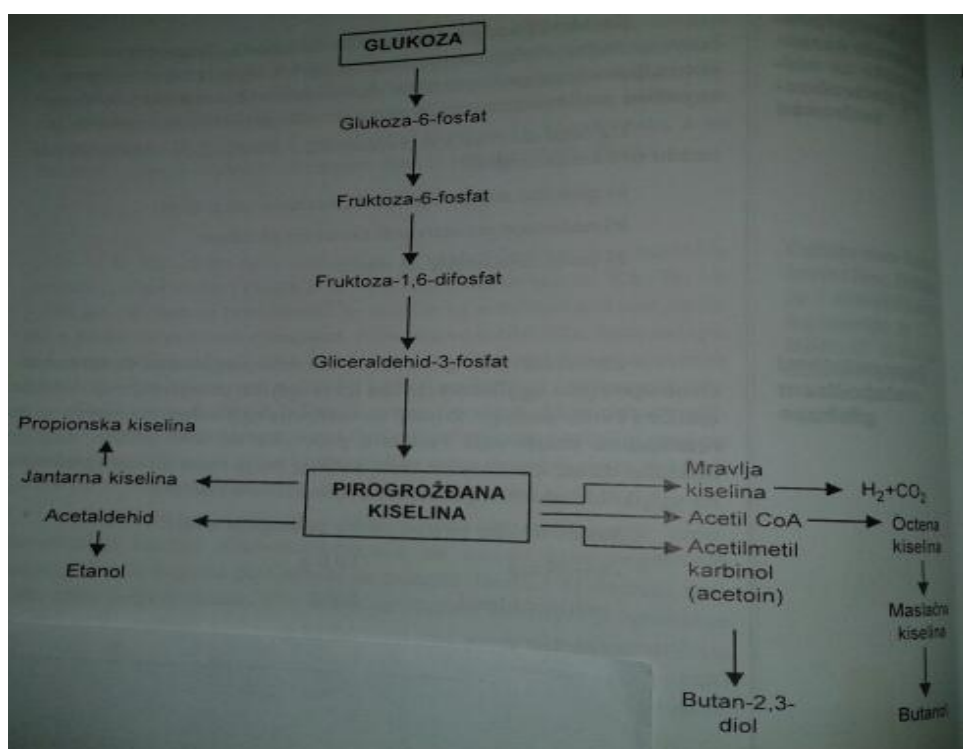 GLUKOZA
Glukoza-6-fosfat
Fruktoza-6-fosfat
Fruktoza-1,6-difosfat
Gliceraldehid-3-fosfat
Propionska kiselina
Jantarna kiselina
Acetaldehid
Etanol
PIROGROŽĐANA
KISELINA
Mravlja
kiselina
H₂+CO₂
Acetil CoA
Octena
kiselina
Acetilmetil
karbinol
(acetoin)
Maslačna
kiselina
Butan-2,3-
diol
Butanol